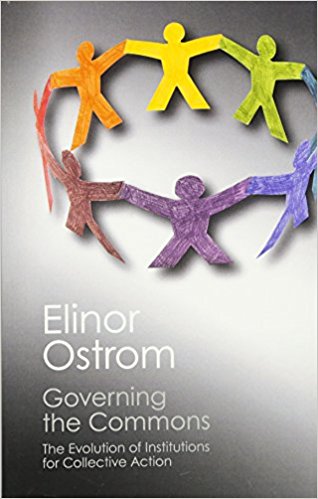 Elinor
Ostrom
Governing
the Commons
The Evolution of Institutions
for Collective Action